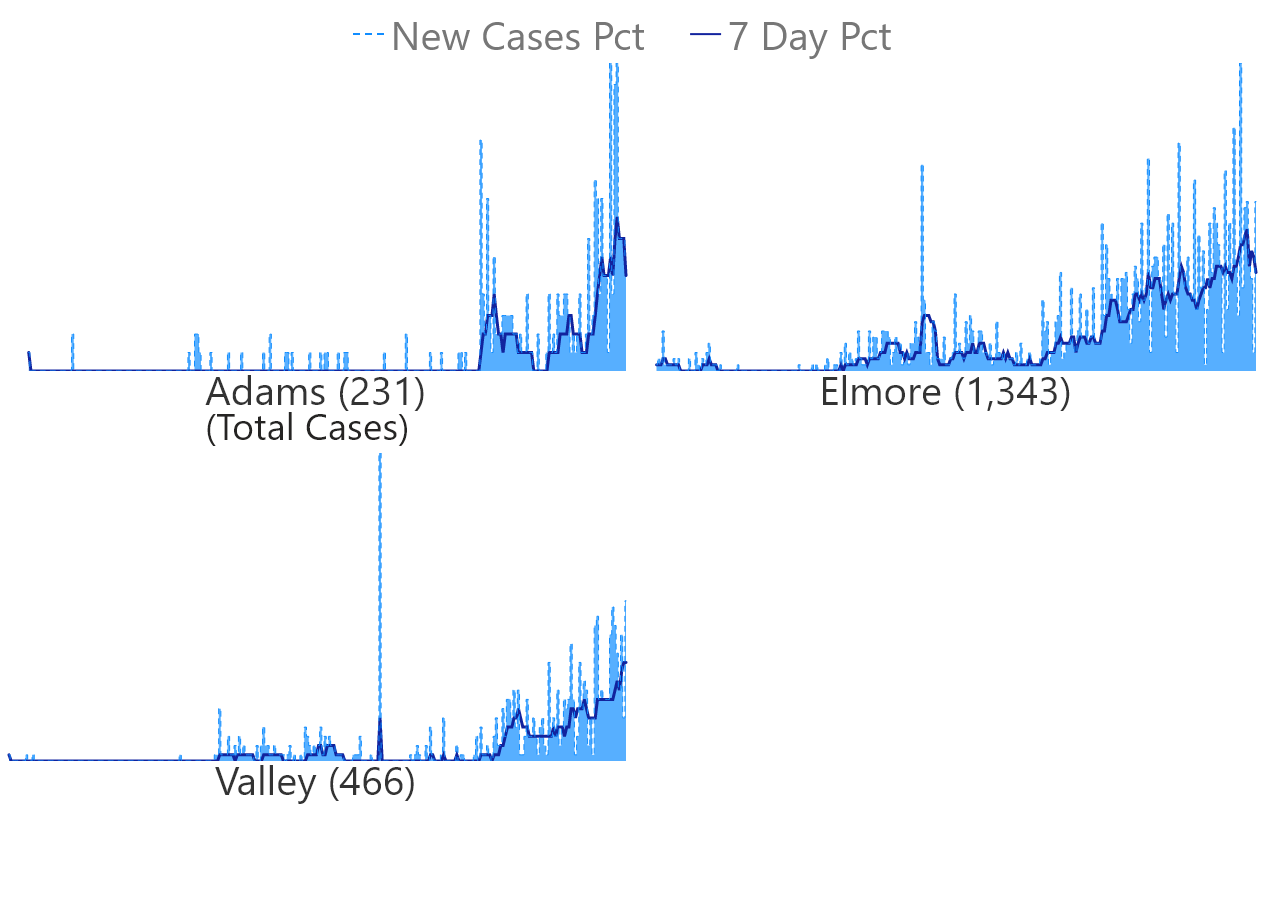 New Cases Pct 7 Day Pct
Adams (231)
(Total Cases)
Elmore (1,343)
Valley (466)